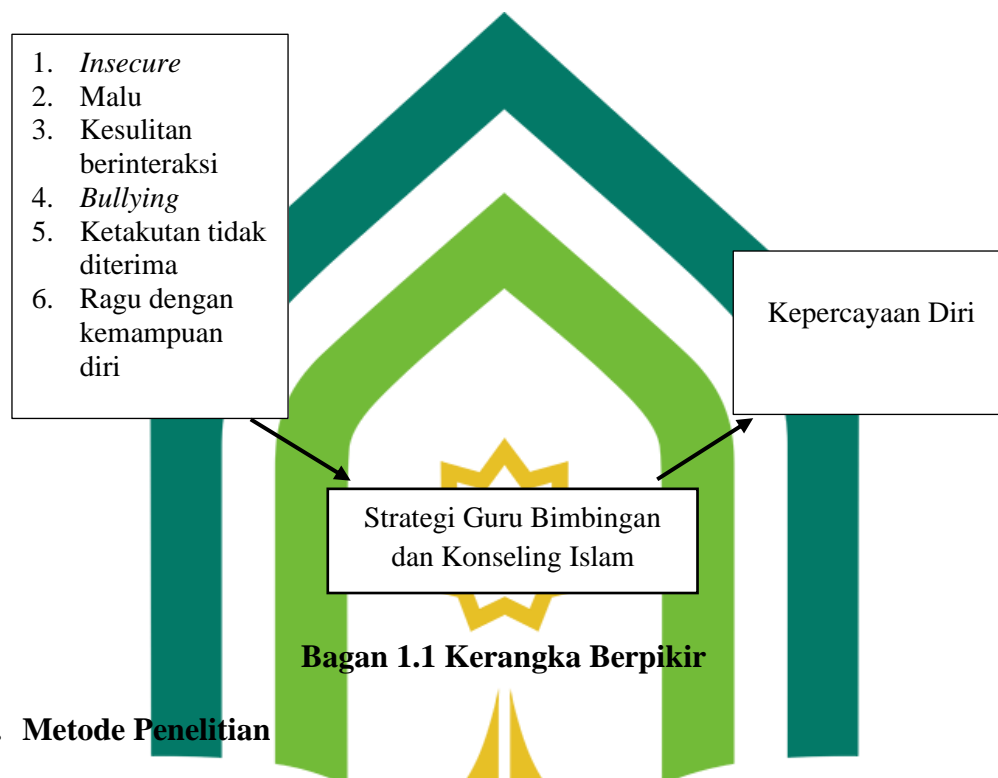 1. Insecure
2. Malu
3. Kesulitan
berinteraksi
4. Bullying
5. Ketakutan tidak
diterima
6. Ragu dengan
kemampuan
diri
Kepercayaan Diri
Strategi Guru Bimbingan
dan Konseling Islam
Bagan 1.1 Kerangka Berpikir
. Metode Penelitian